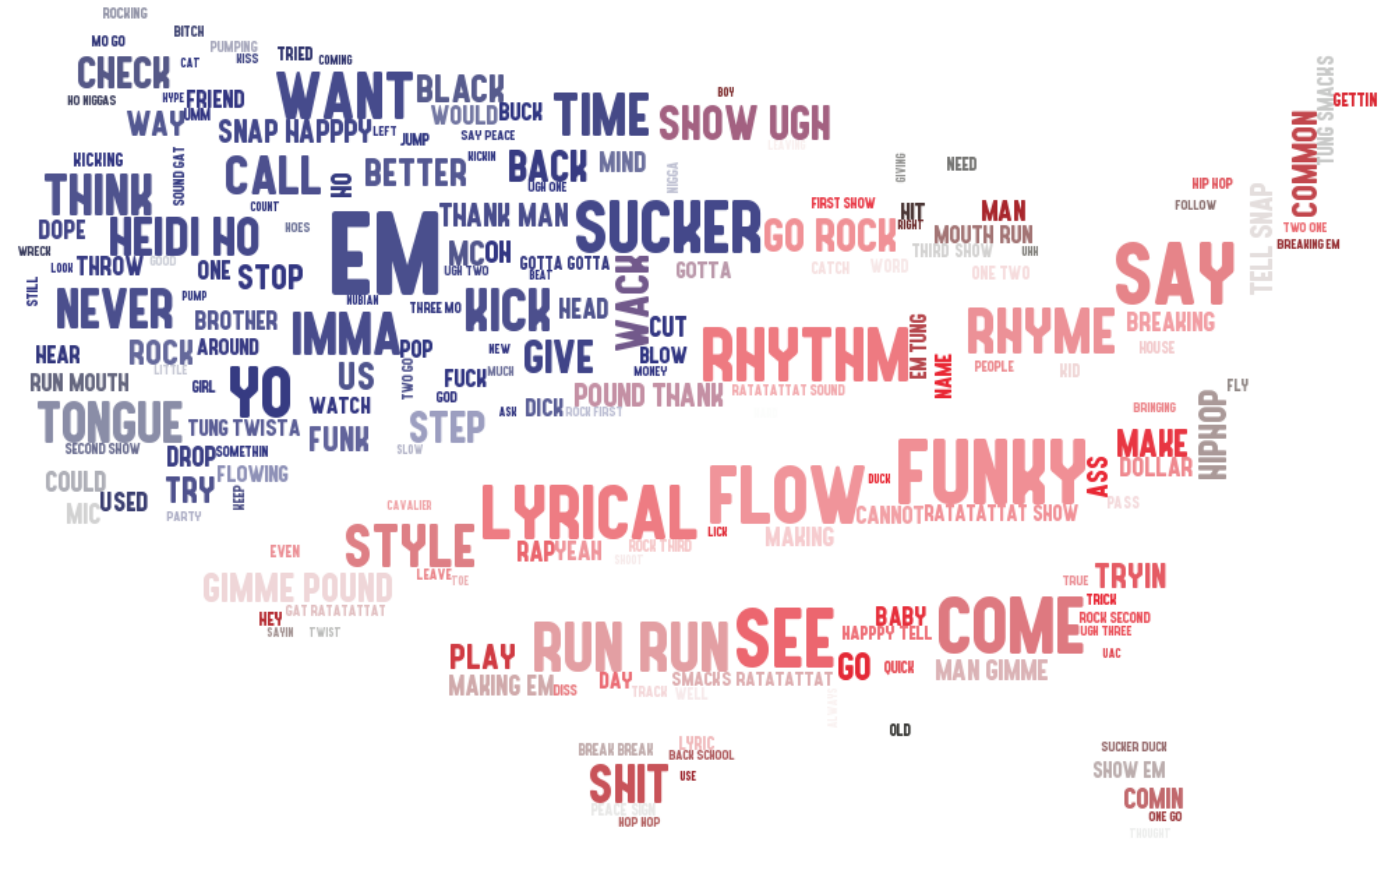 ROCKING
BITCH
MO GO
PUMPING
KISS
TRIED
COMING
CHECK
CAT
WANT
BLACK
HO NIGGAS
HYPE
FRIEND
UMM
WOULD
BUCK
TIME
BOY
SHOW UGH
LEAVING
WAY
SNAP HAPPPY
LEFT
JUMP
SAY PEACE
GETTIN
TUNG SMACKS
COMMON
KICKING
SOUND GAT
CALL
HO
BETTER
KICKIN
BACK
UGH ONE
MIND
NIGGA
GIVING
NEED
THINK
COUNT
HIP HOP
FOLLOW
TELL SNAP
TWO ONE
BREAKING EM
DOPE
HEIDI HO
HOES
EM
THANK MAN
SUCKER
GO ROCK
FIRST SHOW
HIT
RIGHT
MAN
MOUTH RUN
THIRD SHOW
UHH
WRECK
LOOK
THROW
GOOD
ONE
STOP
MC
OH
UGH TWO
GOTTA GOTTA
BEAT
WACK
GOTTA
CATCH
WORD
ONE TWO
SAY
STILL
NEVER
PUMP
NUBIAN
THREE MO
KICK
HEAD
CUT
BROTHER
IMMA
POP
RHYTHM
EM TUNG
NAME
RHYME
BREAKING
HOUSE
HEAR
ROCK
AROUND
LITTLE
NEW
GIVE
BLOW
MONEY
PEOPLE
KID
RUN MOUTH
GIRL
YO
US
TWO GO
FUCK
MUCH
GOD
POUND THANK
RATATATTAT SOUND
FLY
HIPHOP
TONGUE
WATCH
ASK
DICK
ROCK FIRST
BRINGING
SECOND SHOW
TUNG TWISTA
FUNK
STEP
SLOW
MAKE
DOLLAR
DROP
SOMETHIN
FLOWING
COULD
USED
TRY
KEEP
PARTY
MIC
LYRICAL
FLOW
DUCK
FUNKY
ASS
PASS
CAVALIER
CANNOT
RATATATTAT SHOW
STYLE
RAP
YEAH
ROCK THIRD
SHORT
LICK
MAKING
EVEN
LEAVE
TOE
GIMME POUND
TRUE
TRYIN
GAT RATATATTAT
HEY
SAYIN
TWIST
TRICK
ROCK SECOND
UGH THREE
UAC
PLAY
RUN RUN
SEE
BABY
HAPPPY TELL
COME
GO
QUICK
MAN GIMME
MAKING EM
DISS
DAY
SMACKS RATATATTAT
TRACK
WELL
ALWAYS
OLD
BREAK BREAK
LYRIC
BACK SCHOOL
SHIT
USE
PEACE SIGN
HOP HOP
SUCKER DUCK
SHOW EM
COMIN
ONE GO
THOUGHT